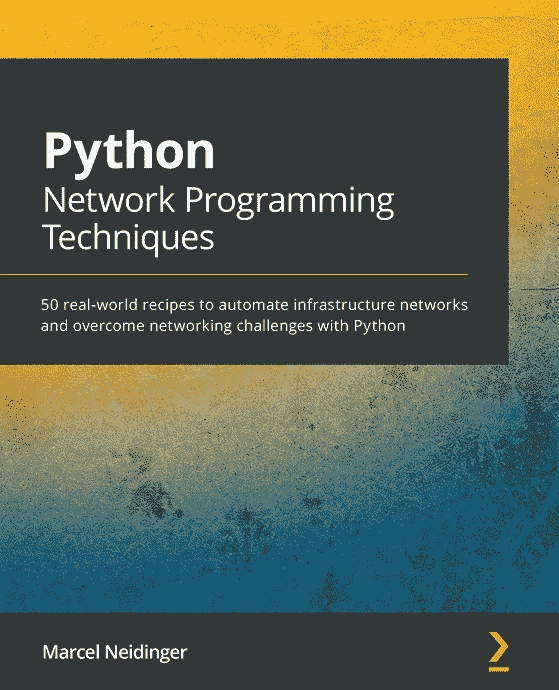 Python
Network Programming
Techniques
50 real-world recipes to automate infrastructure networks
and overcome networking challenges with Python
Marcel Neidinger